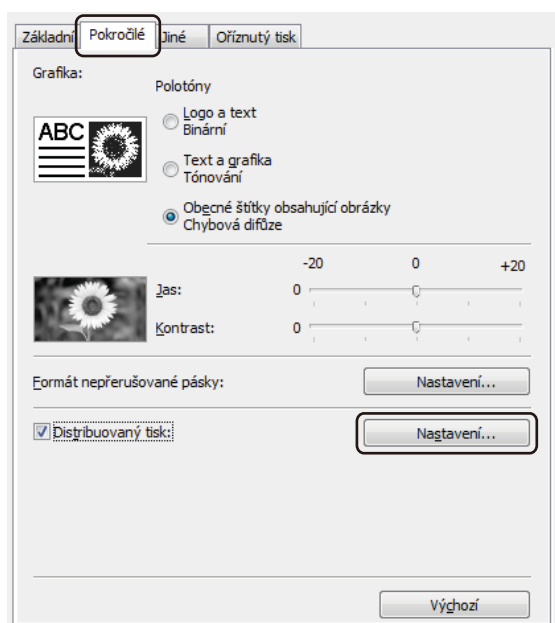 Základní Pokročilé Jiné Oříznutý tisk
Grafika:
Polotóny
ABC
Logo a text
Binární
Text a grafika
Tónování
Obecné štítky obsahující obrázky
Chybová difůze
-20 0 +20
Jas: 0
Kontrast: 0
Formát nepřerušované pásky: Nastavení...
Distribuovaný tisk: Nastavení...
Výchozí